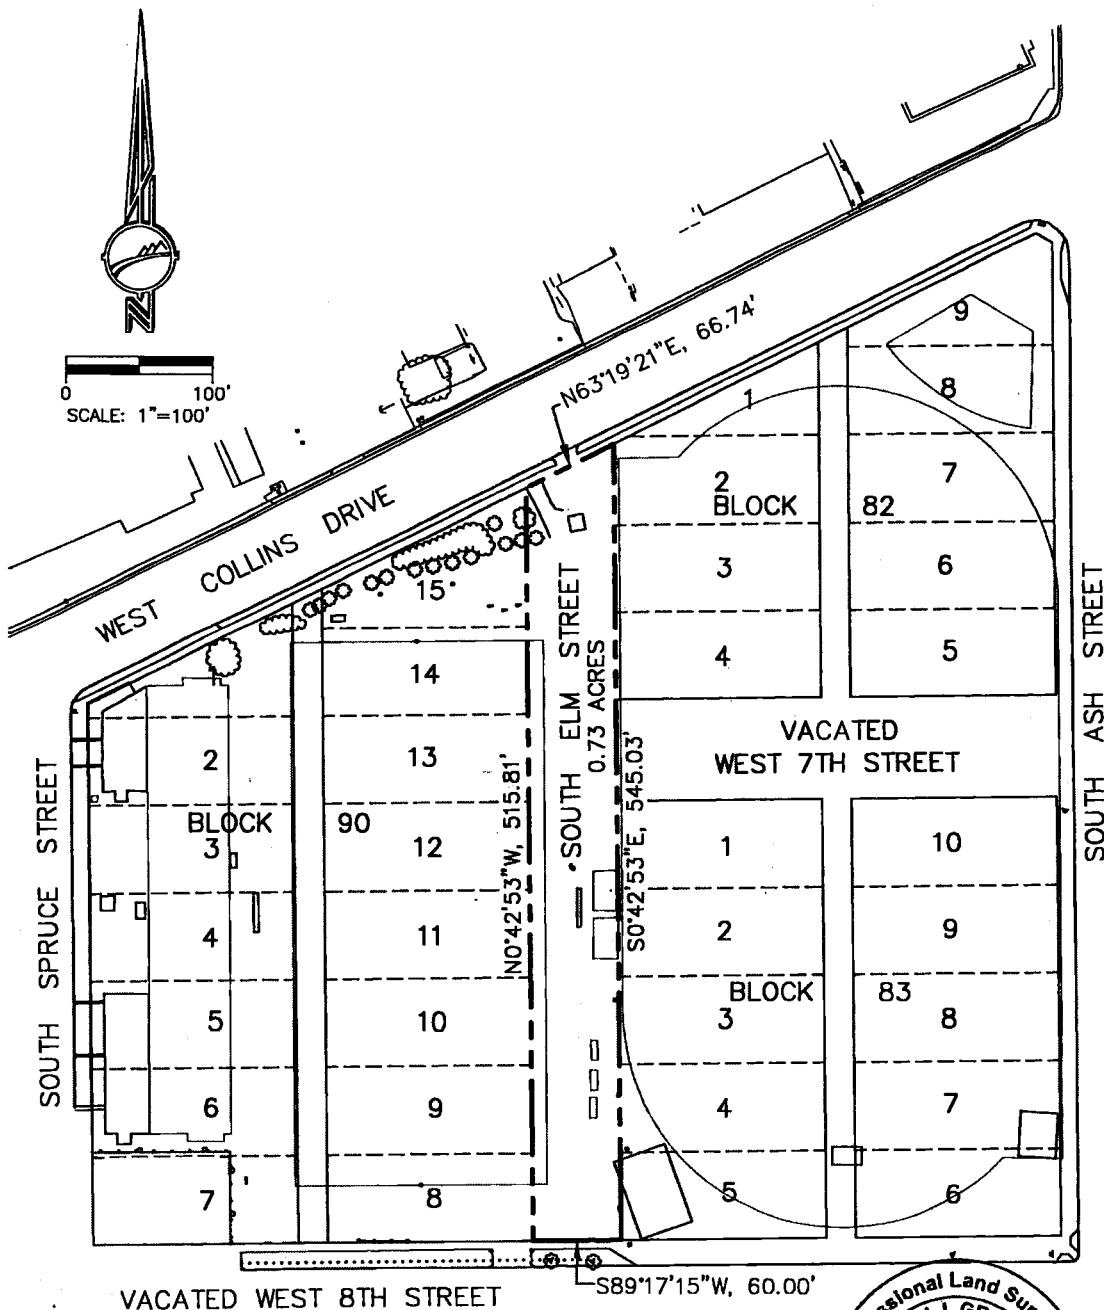 N
0 100'
SCALE: 1"=100'
N63°19'21"E, 66.74'
WEST COLLINS DRIVE
9
1
8
2
7
BLOCK 82
3
6
15
4
5
14
SOUTH ELM STREET
0.73 ACRES
SOUTH ASH STREET
VACATED
WEST 7TH STREET
2
13
N0°42'53"W, 515.81'
S0°42'53"E, 545.03'
SOUTH SPRUCE STREET
BLOCK 90
3
12
1
10
4
11
2
9
BLOCK 83
5
10
3
8
6
9
4
7
7
8
5
6
S89°17'15"W, 60.00'
VACATED WEST 8TH STREET
ssional Land Su